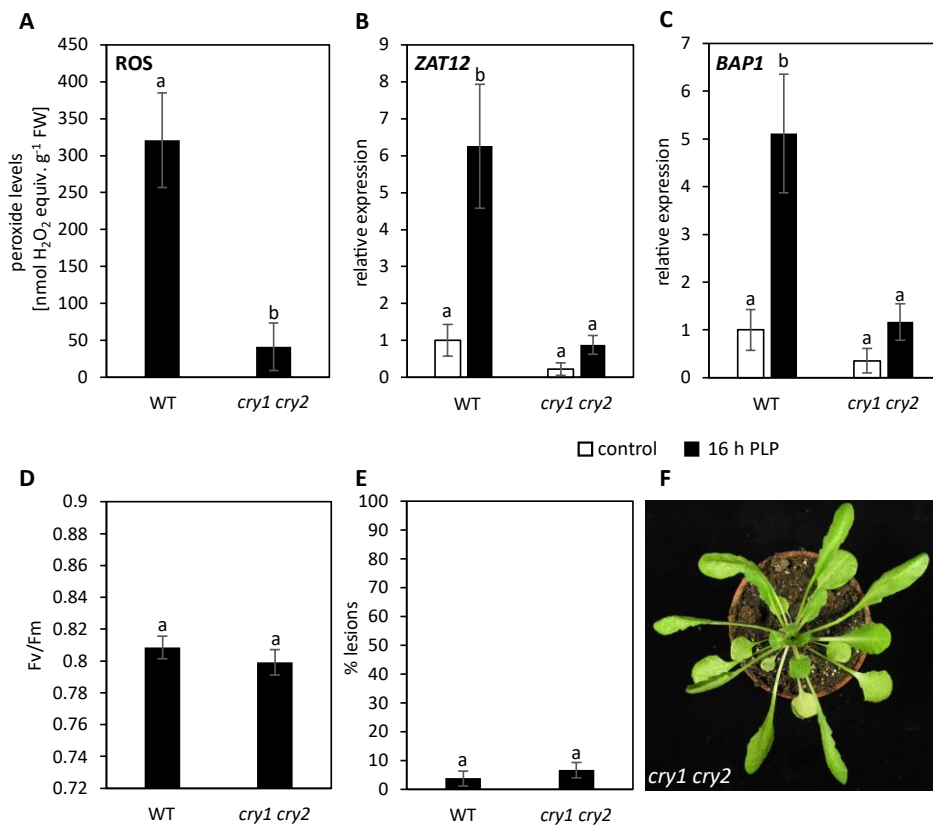 A
ROS
peroxide levels
[nmol H₂O₂ equiv. g⁻¹ FW]
450
400
350
300
250
200
150
100
50
0
a
b
WT
cry1 cry2
B
ZAT12
relative expression
9
8
7
6
5
4
3
2
1
0
a
b
a
a
WT
cry1 cry2
C
BAP1
relative expression
7
6
5
4
3
2
1
0
a
b
a
a
WT
cry1 cry2
control
16 h PLP
D
Fv/Fm
0.9
0.88
0.86
0.84
0.82
0.8
0.78
0.76
0.74
0.72
a
a
WT
cry1 cry2
E
% lesions
100
90
80
70
60
50
40
30
20
10
0
a
a
WT
cry1 cry2
F
cry1 cry2